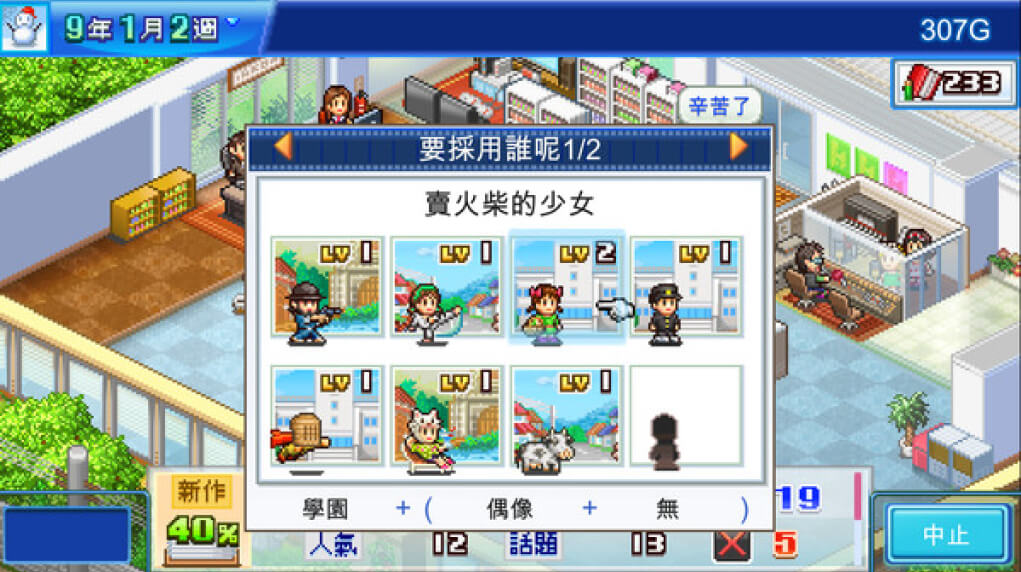 9年1月2週
307G
233
辛苦了
要採用誰呢1/2
賣火柴的少女
LV 1
LV 1
LV 2
LV 1
LV 1
LV 1
LV 1
學園 + ( 偶像 + 無 )
新作
40%
人氣 12 話題 13
19
5
中止